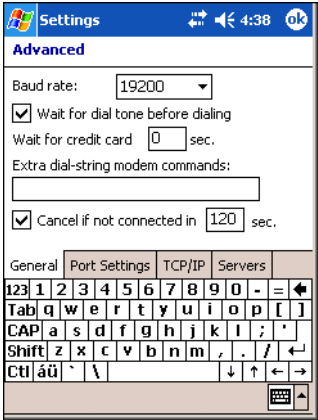 Settings 4:38 ok
Advanced
Baud rate: 19200
Wait for dial tone before dialing
Wait for credit card 0 sec.
Extra dial-string modem commands:
Cancel if not connected in 120 sec.
General Port Settings TCP/IP Servers
123 1 2 3 4 5 6 7 8 9 0 - =
Tab q w e r t y u i o p [ ]
CAP a s d f g h j k l ; '
Shift z x c v b n m , . /
Ctl áü ` \